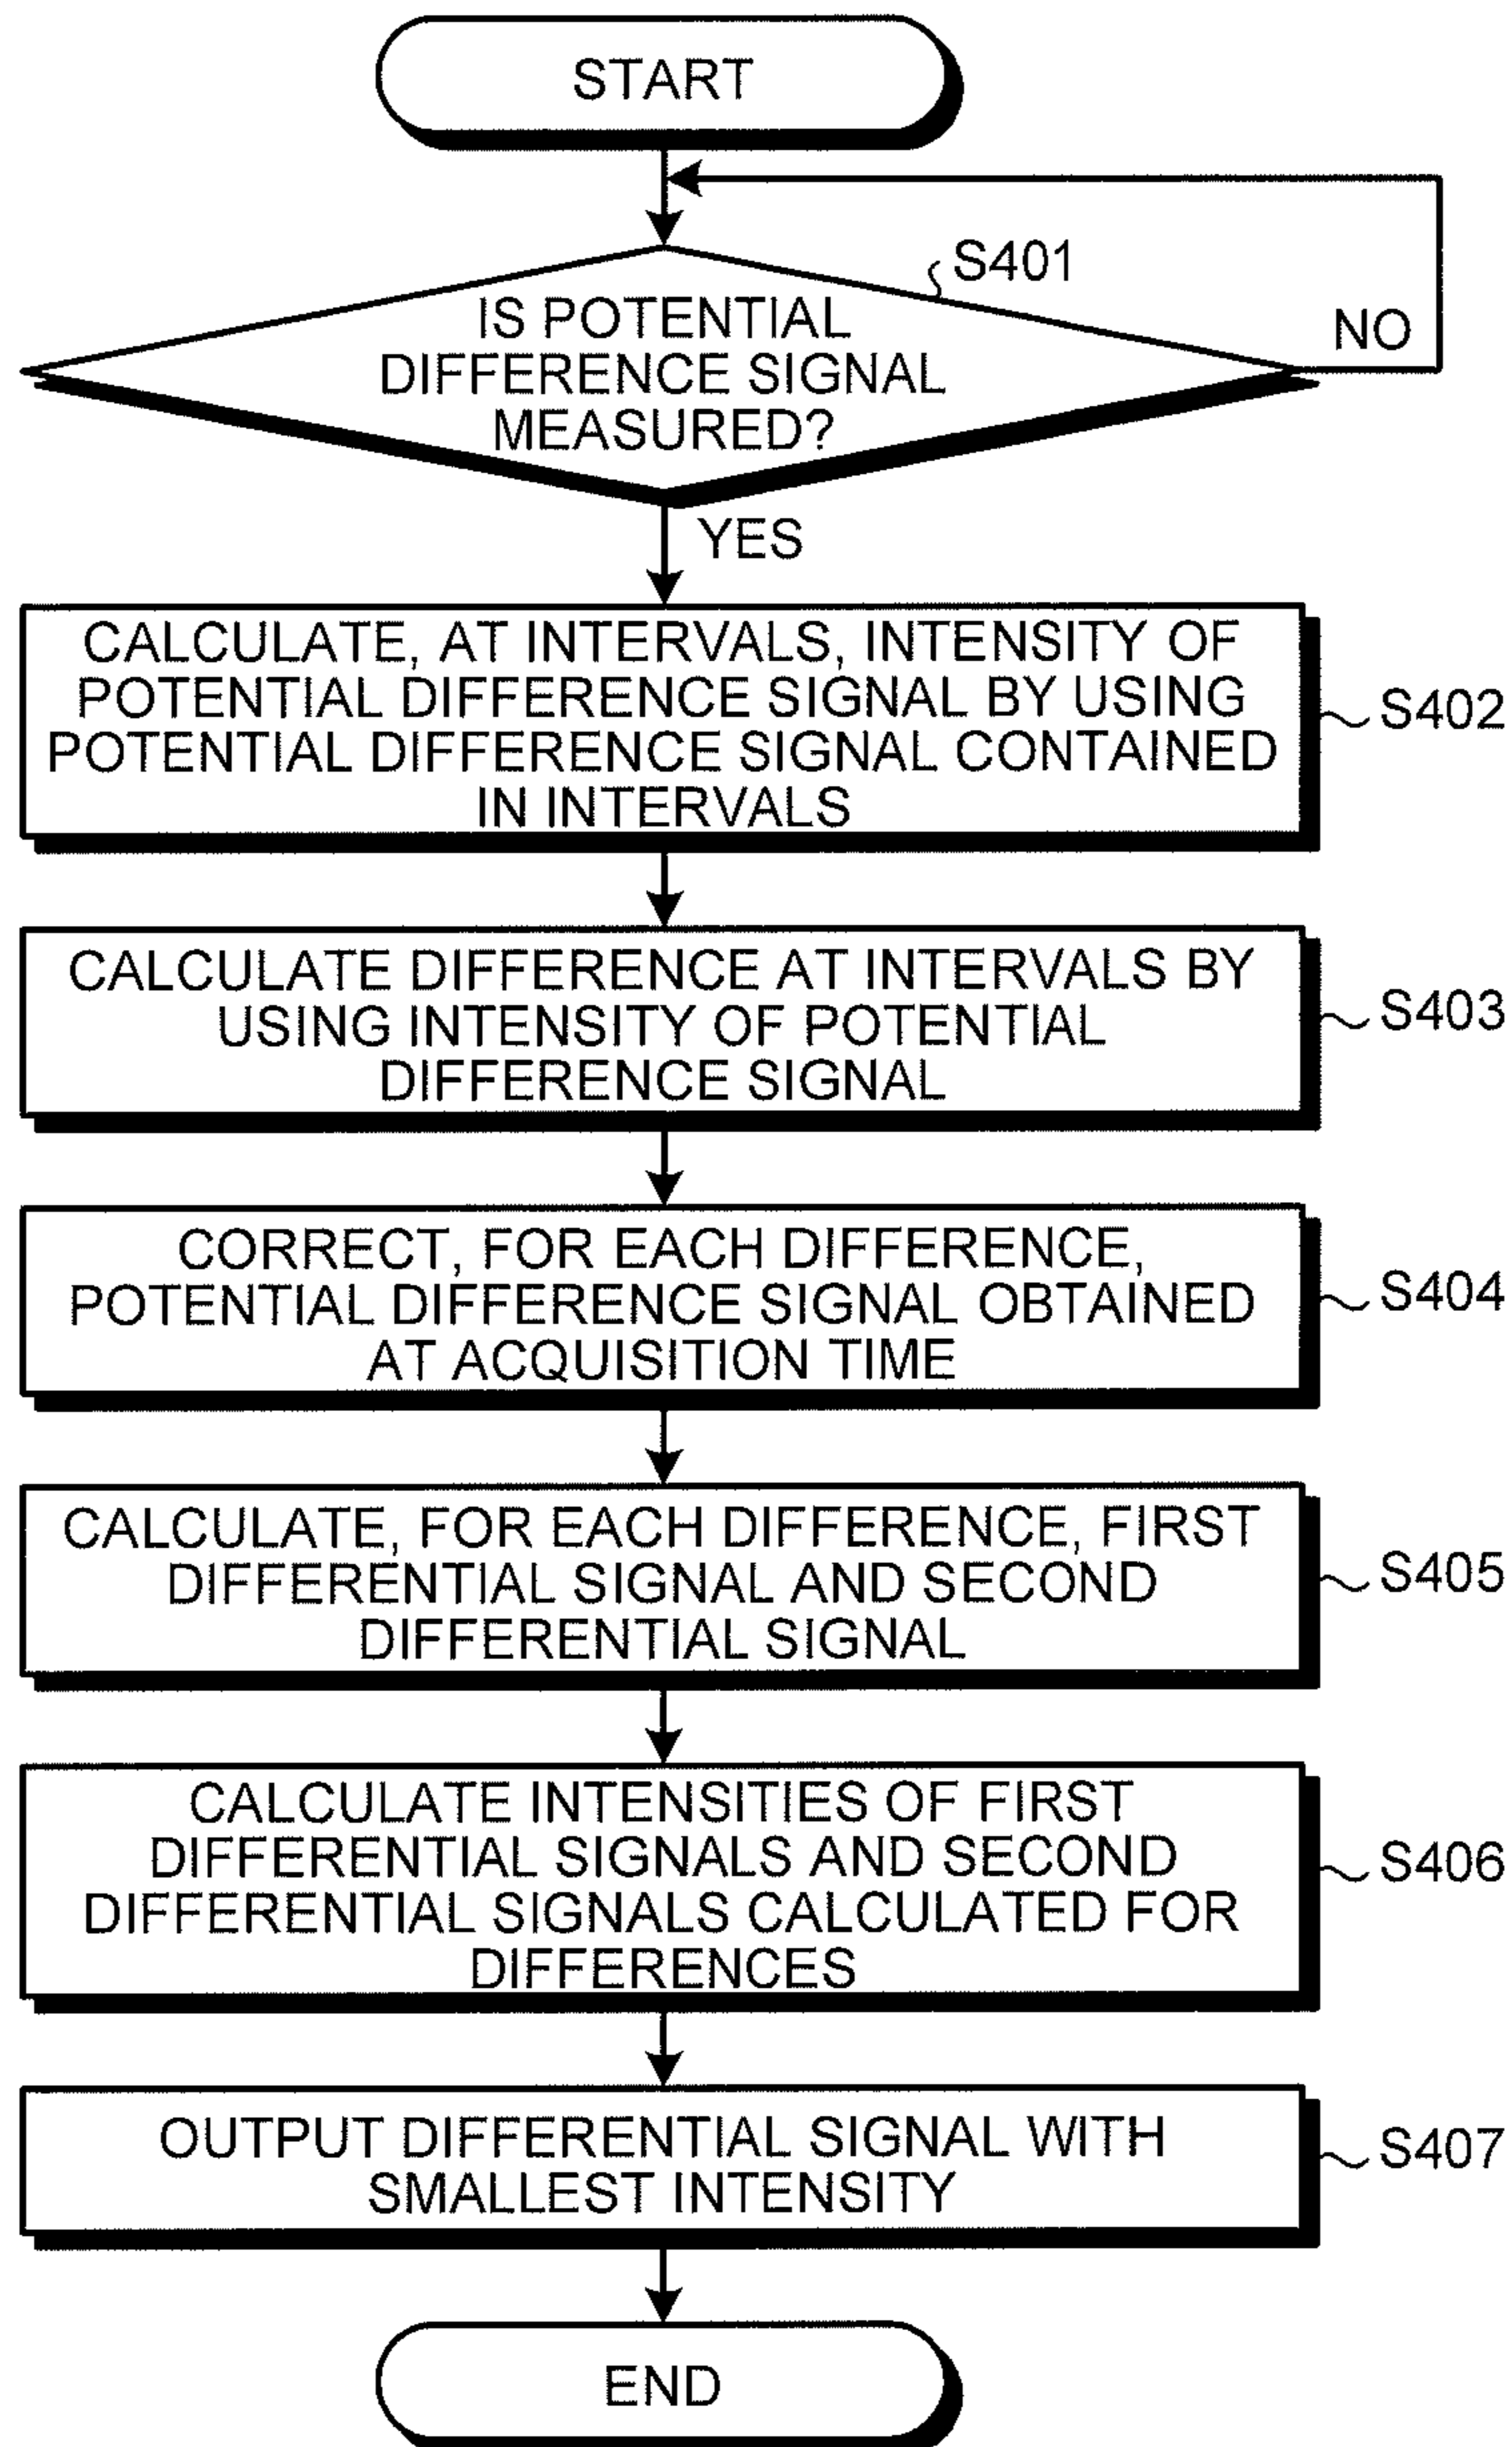 START
S401
IS POTENTIAL
DIFFERENCE SIGNAL
MEASURED?
NO
YES
CALCULATE, AT INTERVALS, INTENSITY OF
POTENTIAL DIFFERENCE SIGNAL BY USING
POTENTIAL DIFFERENCE SIGNAL CONTAINED
IN INTERVALS
S402
CALCULATE DIFFERENCE AT INTERVALS BY
USING INTENSITY OF POTENTIAL
DIFFERENCE SIGNAL
S403
CORRECT, FOR EACH DIFFERENCE,
POTENTIAL DIFFERENCE SIGNAL OBTAINED
AT ACQUISITION TIME
S404
CALCULATE, FOR EACH DIFFERENCE, FIRST
DIFFERENTIAL SIGNAL AND SECOND
DIFFERENTIAL SIGNAL
S405
CALCULATE INTENSITIES OF FIRST
DIFFERENTIAL SIGNALS AND SECOND
DIFFERENTIAL SIGNALS CALCULATED FOR
DIFFERENCES
S406
OUTPUT DIFFERENTIAL SIGNAL WITH
SMALLEST INTENSITY
S407
END